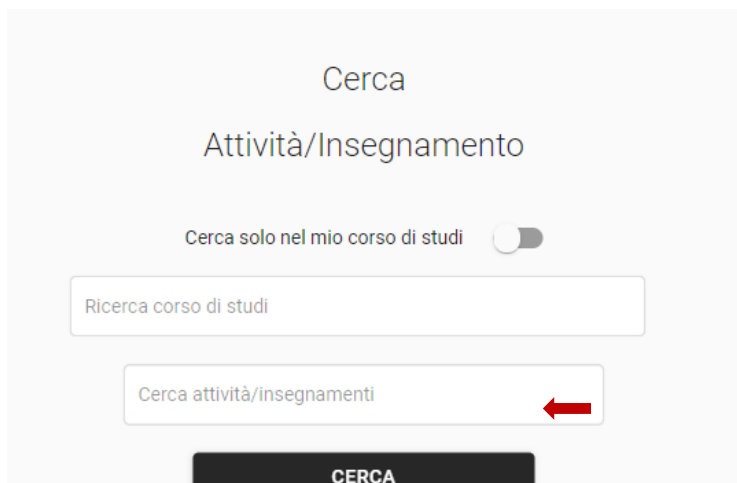 Cerca
Attività/Insegnamento
Cerca solo nel mio corso di studi
Ricerca corso di studi
Cerca attività/insegnamenti
CERCA